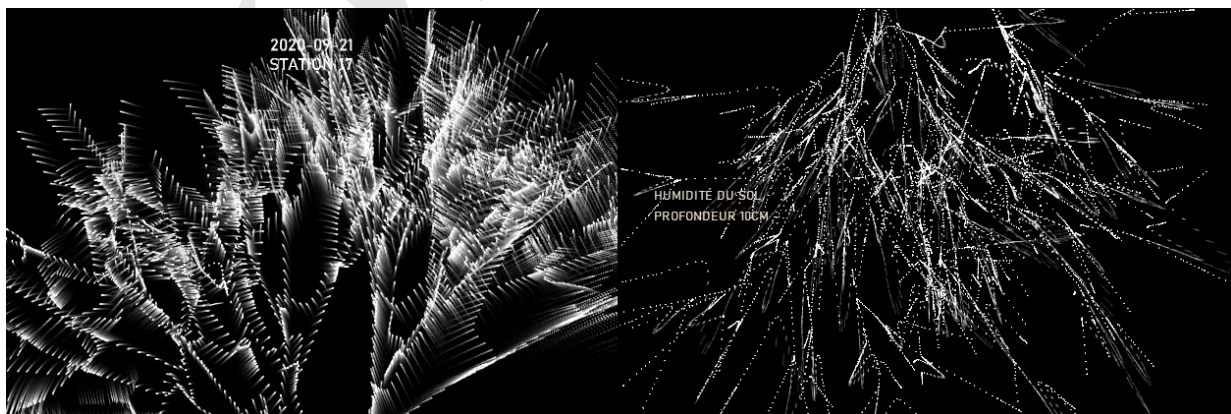 2020-09-21
STATION 17
HUMIDITÉ DU SOL
PROFONDEUR 10CM